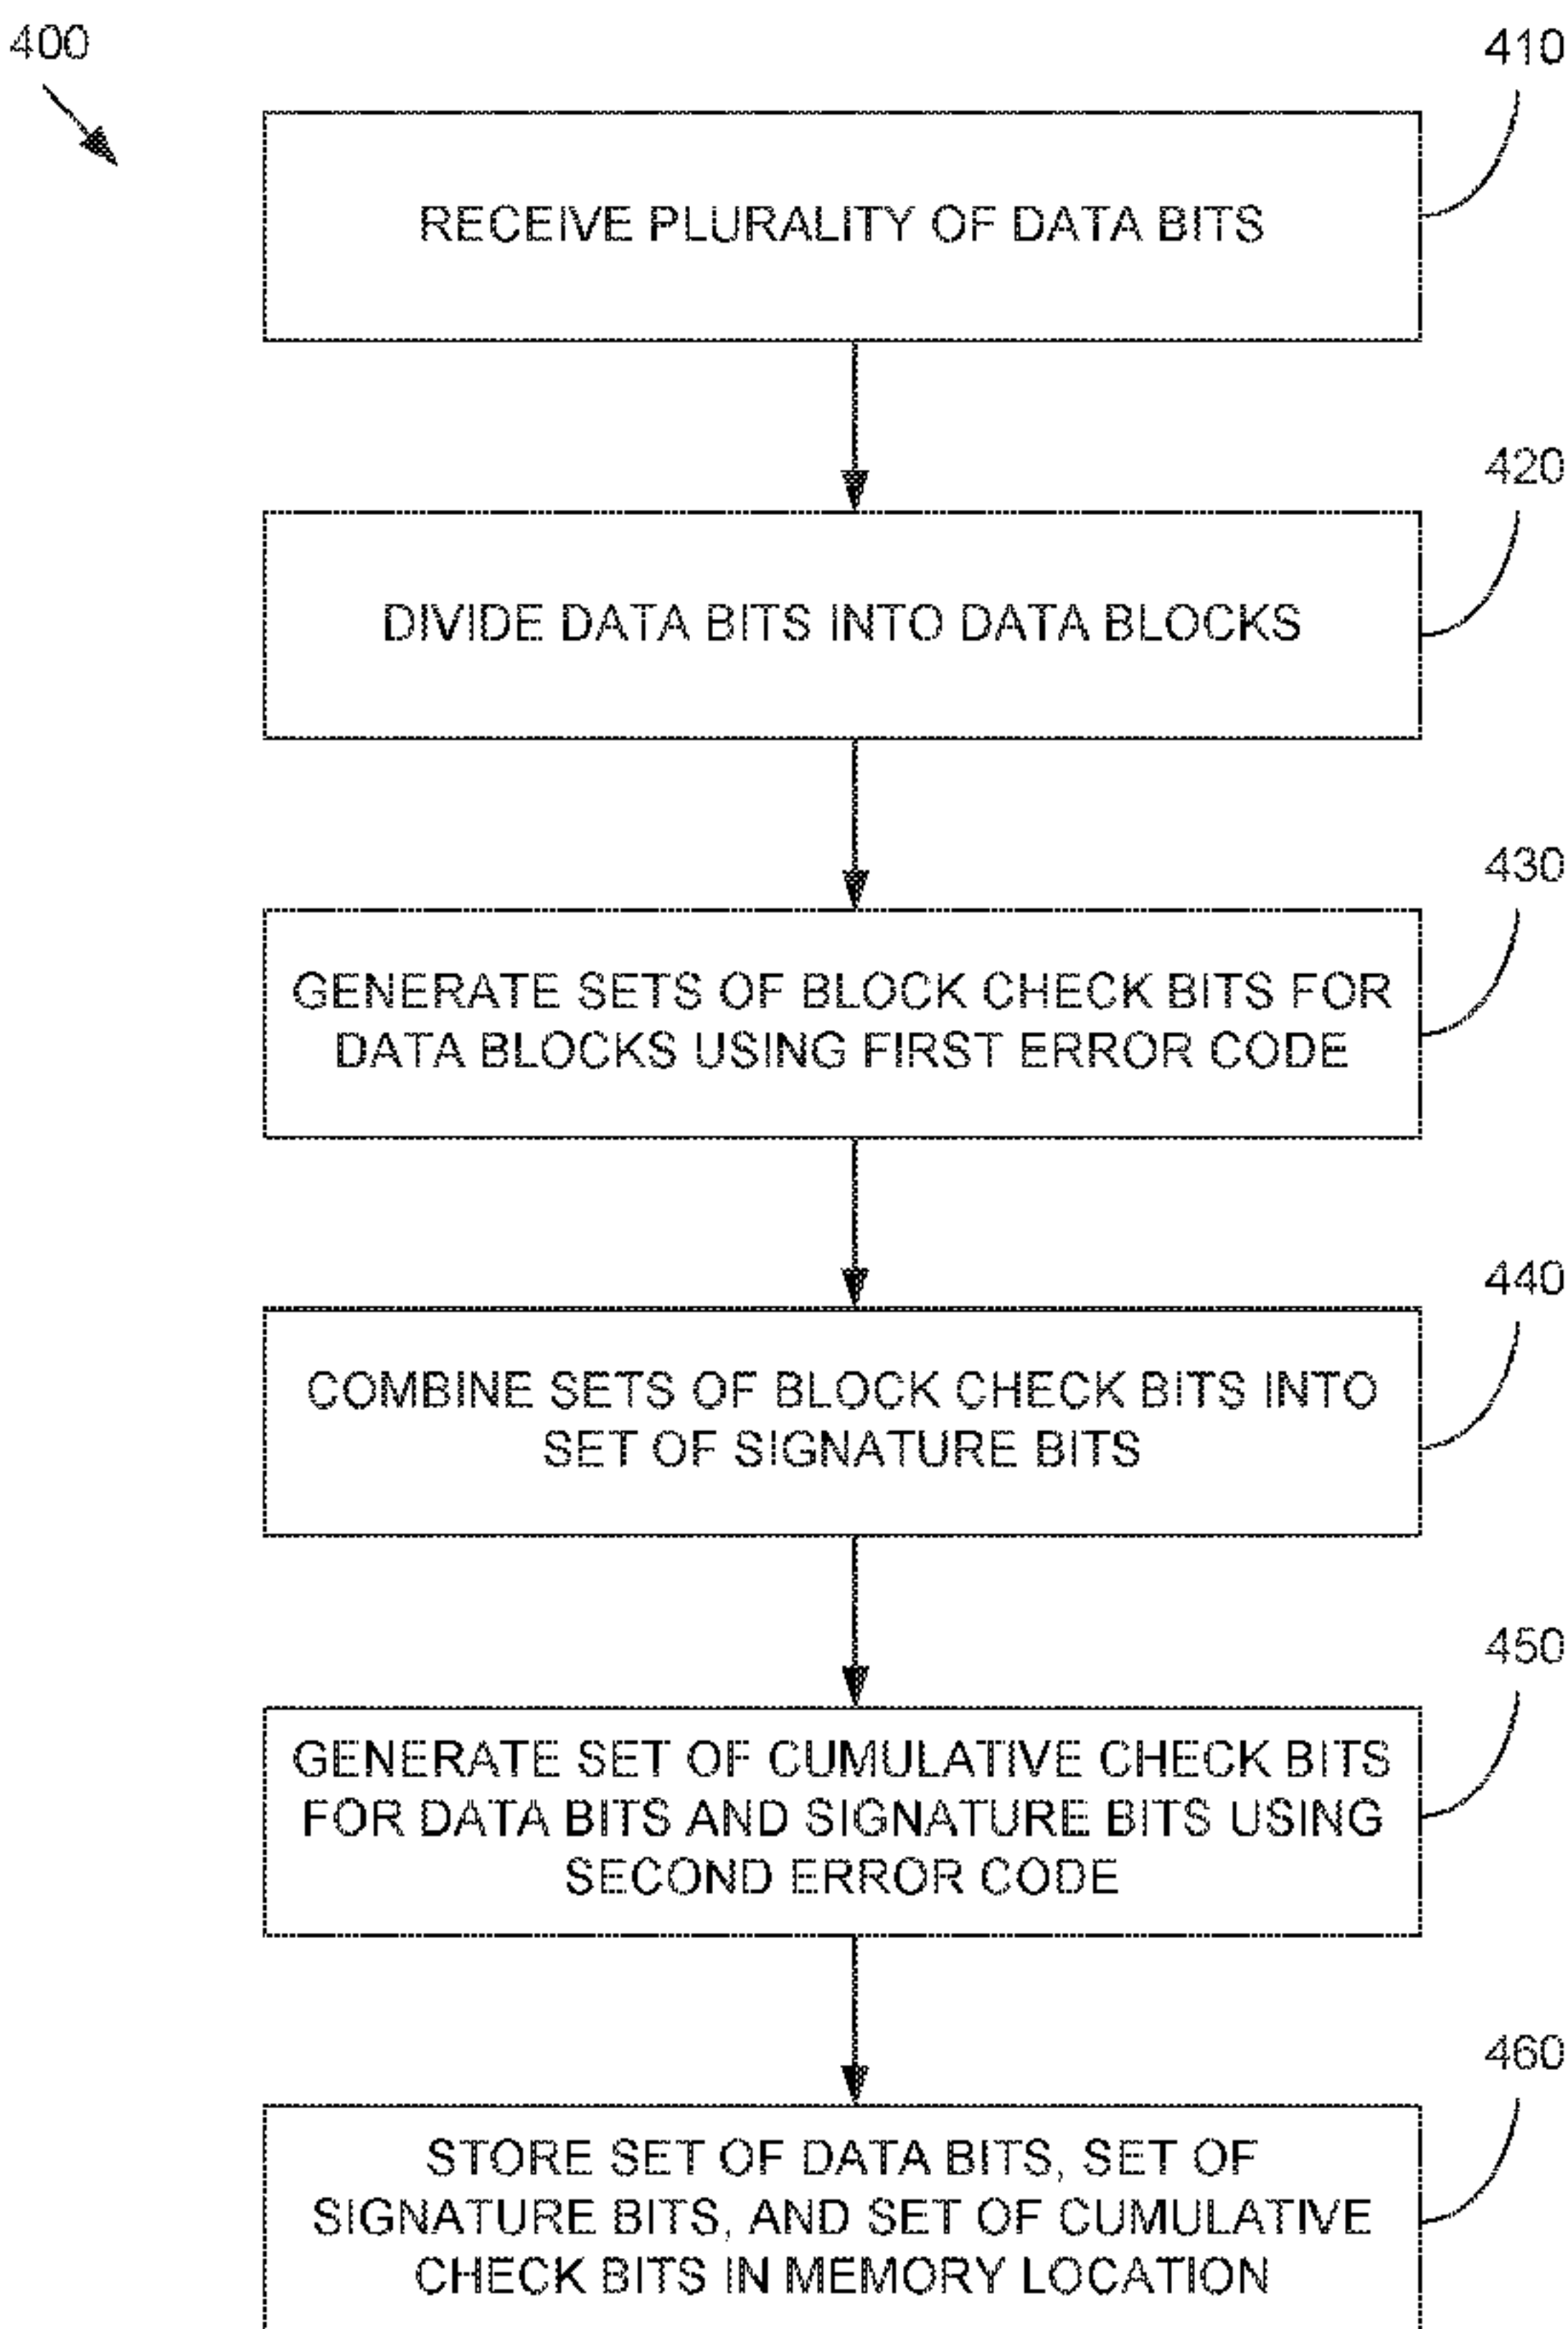 400
410
RECEIVE PLURALITY OF DATA BITS
420
DIVIDE DATA BITS INTO DATA BLOCKS
430
GENERATE SETS OF BLOCK CHECK BITS FOR
DATA BLOCKS USING FIRST ERROR CODE
440
COMBINE SETS OF BLOCK CHECK BITS INTO
SET OF SIGNATURE BITS
450
GENERATE SET OF CUMULATIVE CHECK BITS
FOR DATA BITS AND SIGNATURE BITS USING
SECOND ERROR CODE
460
STORE SET OF DATA BITS, SET OF
SIGNATURE BITS, AND SET OF CUMULATIVE
CHECK BITS IN MEMORY LOCATION